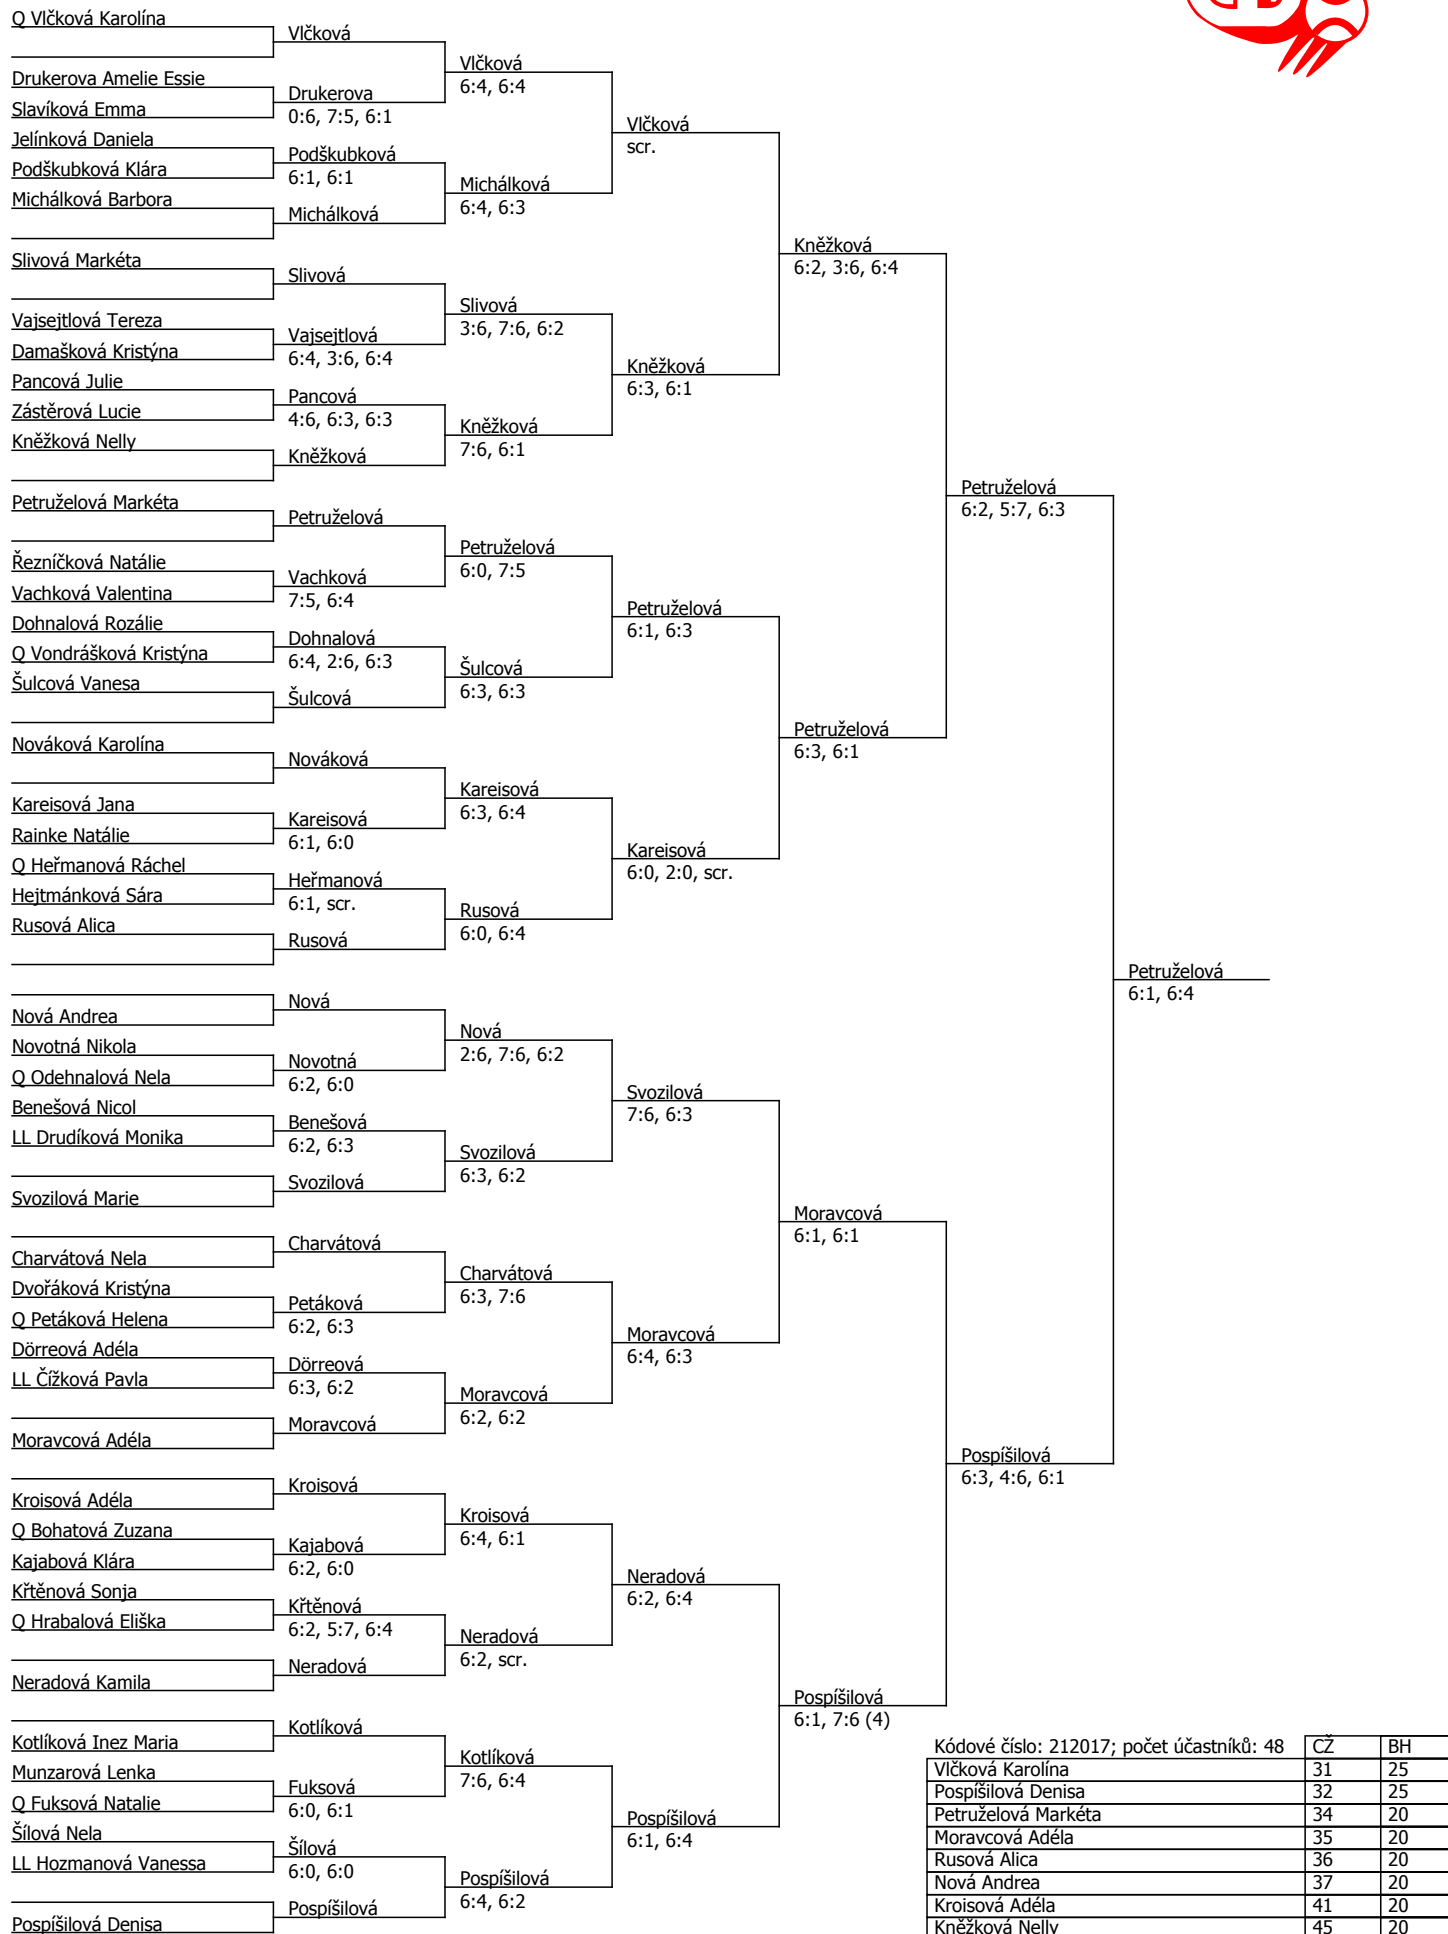 Q Vlčková Karolína
Drukerova Amelie Essie
Slavíková Emma
Jelínková Daniela
Podškubková Klára
Michálková Barbora
Slivová Markéta
Vajsejtlová Tereza
Damašková Kristýna
Pancová Julie
Zástěrová Lucie
Kněžková Nelly
Petruželová Markéta
Řezníčková Natálie
Vachková Valentina
Dohnalová Rozálie
Q Vondrášková Kristýna
Šulcová Vanesa
Nováková Karolína
Kareisová Jana
Rainke Natálie
Q Heřmanová Ráchel
Hejtmánková Sára
Rusová Alica
Nová Andrea
Novotná Nikola
Q Odehnalová Nela
Benešová Nicol
LL Drudíková Monika
Svozilová Marie
Charvátová Nela
Dvořáková Kristýna
Q Petáková Helena
Dörreová Adéla
LL Čížková Pavla
Moravcová Adéla
Kroisová Adéla
Q Bohatová Zuzana
Kajabová Klára
Křtěnová Sonja
Q Hrabalová Eliška
Neradová Kamila
Kotlíková Inez Maria
Munzarová Lenka
Q Fuksová Natalie
Šílová Nela
LL Hozmanová Vanessa
Pospíšilová Denisa
Vlčková
Drukerova
0:6, 7:5, 6:1
Podškubková
6:1, 6:1
Michálková
Slivová
Vajsejtlová
6:4, 3:6, 6:4
Pancová
4:6, 6:3, 6:3
Kněžková
Petruželová
Vachková
7:5, 6:4
Dohnalová
6:4, 2:6, 6:3
Šulcová
Nováková
Kareisová
6:1, 6:0
Heřmanová
6:1, scr.
Rusová
Nová
Novotná
6:2, 6:0
Benešová
6:2, 6:3
Svozilová
Charvátová
Petáková
6:2, 6:3
Dörreová
6:3, 6:2
Moravcová
Kroisová
Kajabová
6:2, 6:0
Křtěnová
6:2, 5:7, 6:4
Neradová
Kotlíková
Fuksová
6:0, 6:1
Šílová
6:0, 6:0
Pospíšilová
Vlčková
6:4, 6:4
Michálková
6:4, 6:3
Slivová
3:6, 7:6, 6:2
Kněžková
7:6, 6:1
Petruželová
6:0, 7:5
Šulcová
6:3, 6:3
Kareisová
6:3, 6:4
Rusová
6:0, 6:4
Nová
2:6, 7:6, 6:2
Svozilová
6:3, 6:2
Charvátová
6:3, 7:6
Moravcová
6:2, 6:2
Kroisová
6:4, 6:1
Neradová
6:2, scr.
Kotlíková
7:6, 6:4
Pospíšilová
6:4, 6:2
Vlčková
scr.
Kněžková
6:3, 6:1
Petruželová
6:1, 6:3
Kareisová
6:0, 2:0, scr.
Svozilová
7:6, 6:3
Moravcová
6:4, 6:3
Neradová
6:2, 6:4
Pospíšilová
6:1, 6:4
Kněžková
6:2, 3:6, 6:4
Petruželová
6:3, 6:1
Moravcová
6:1, 6:1
Pospíšilová
6:1, 7:6 (4)
Petruželová
6:2, 5:7, 6:3
Pospíšilová
6:3, 4:6, 6:1
Petruželová
6:1, 6:4
Kódové číslo: 212017; počet účastníků: 48 CŽ BH
Vlčková Karolína 31 25
Pospíšilová Denisa 32 25
Petruželová Markéta 34 20
Moravcová Adéla 35 20
Rusová Alica 36 20
Nová Andrea 37 20
Kroisová Adéla 41 20
Kněžková Nelly 45 20